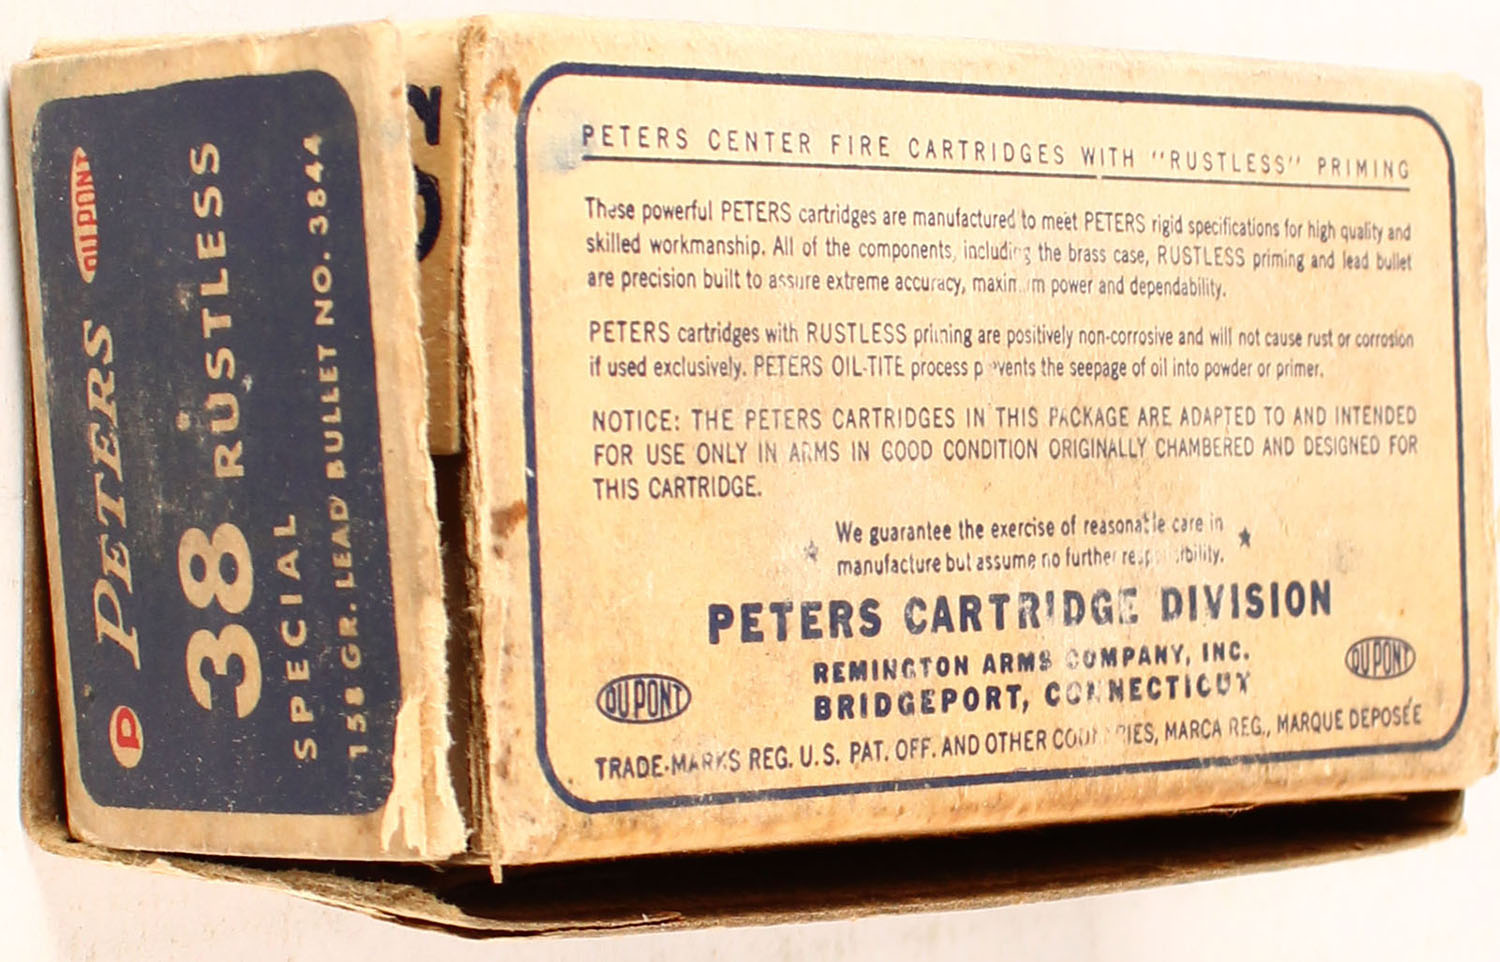 DUPONT
P PETERS
38 RUSTLESS
SPECIAL
158 GR. LEAD BULLET NO. 3844
PETERS CENTER FIRE CARTRIDGES WITH "RUSTLESS" PRIMING
These powerful PETERS cartridges are manufactured to meet PETERS rigid specifications for high quality and
skilled workmanship. All of the components, including the brass case, RUSTLESS priming and lead bullet
are precision built to assure extreme accuracy, maximum power and dependability.
PETERS cartridges with RUSTLESS priming are positively non-corrosive and will not cause rust or corrosion
if used exclusively. PETERS OIL-TITE process prevents the seepage of oil into powder or primer.
NOTICE: THE PETERS CARTRIDGES IN THIS PACKAGE ARE ADAPTED TO AND INTENDED
FOR USE ONLY IN ARMS IN GOOD CONDITION ORIGINALLY CHAMBERED AND DESIGNED FOR
THIS CARTRIDGE.
We guarantee the exercise of reasonable care in
manufacture but assume no further responsibility.
PETERS CARTRIDGE DIVISION
REMINGTON ARMS COMPANY, INC.
BRIDGEPORT, CONNECTICUT
DU PONT
DU PONT
TRADE-MARKS REG. U.S. PAT. OFF. AND OTHER COUNTRIES, MARCA REG., MARQUE DEPOSÉE